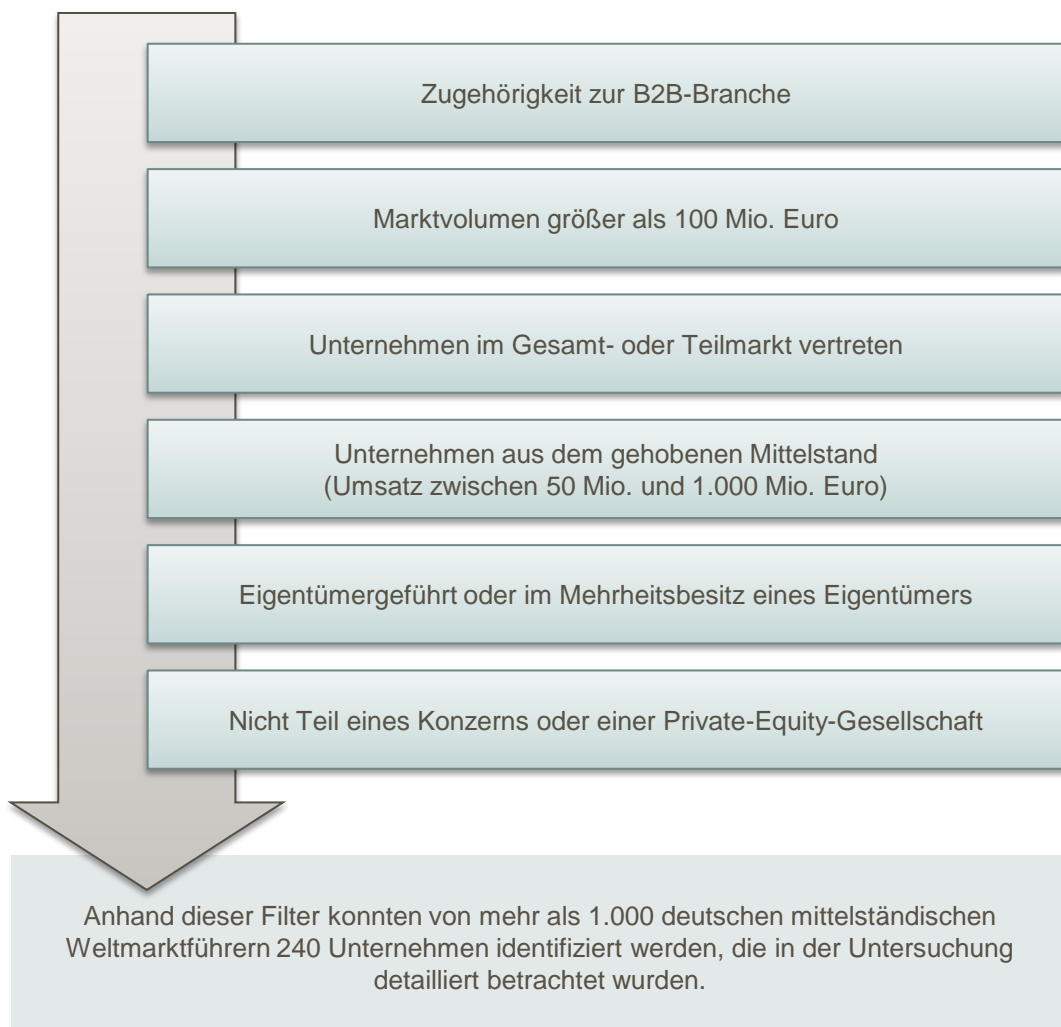 Zugehörigkeit zur B2B-Branche
Marktvolumen größer als 100 Mio. Euro
Unternehmen im Gesamt- oder Teilmarkt vertreten
Unternehmen aus dem gehobenen Mittelstand
(Umsatz zwischen 50 Mio. und 1.000 Mio. Euro)
Eigentümergeführt oder im Mehrheitsbesitz eines Eigentümers
Nicht Teil eines Konzerns oder einer Private-Equity-Gesellschaft
Anhand dieser Filter konnten von mehr als 1.000 deutschen mittelständischen
Weltmarktführern 240 Unternehmen identifiziert werden, die in der Untersuchung
detailliert betrachtet wurden.